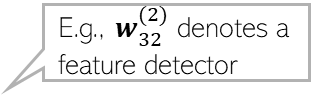 E.g., 𝒘₃₂⁽²⁾ denotes a
feature detector